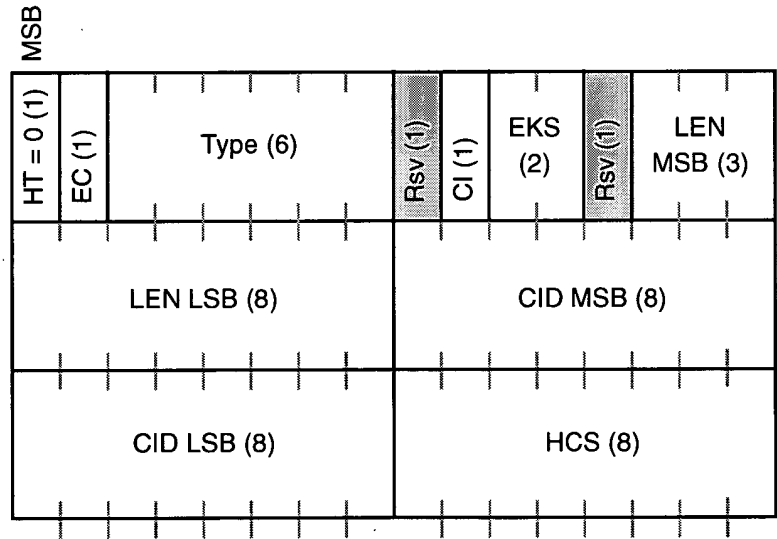 MSB
HT = 0 (1)
EC (1)
Type (6)
Rsv (1)
CI (1)
EKS
(2)
Rsv (1)
LEN
MSB (3)
LEN LSB (8)
CID MSB (8)
CID LSB (8)
HCS (8)